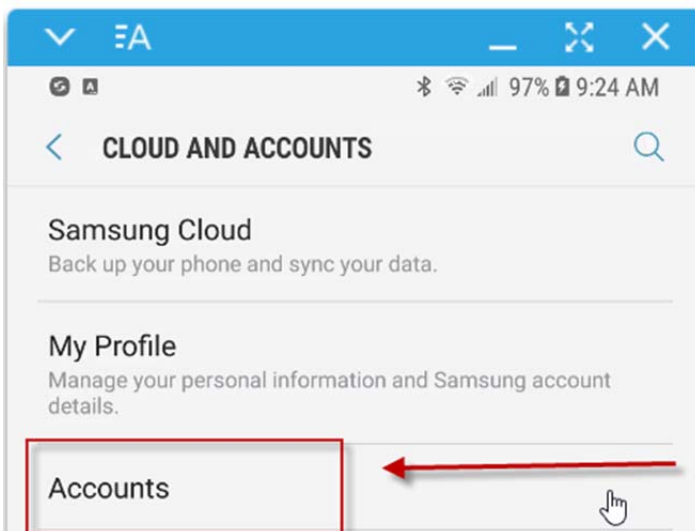 ΞA
97% 9:24 AM
CLOUD AND ACCOUNTS
Samsung Cloud
Back up your phone and sync your data.
My Profile
Manage your personal information and Samsung account
details.
Accounts